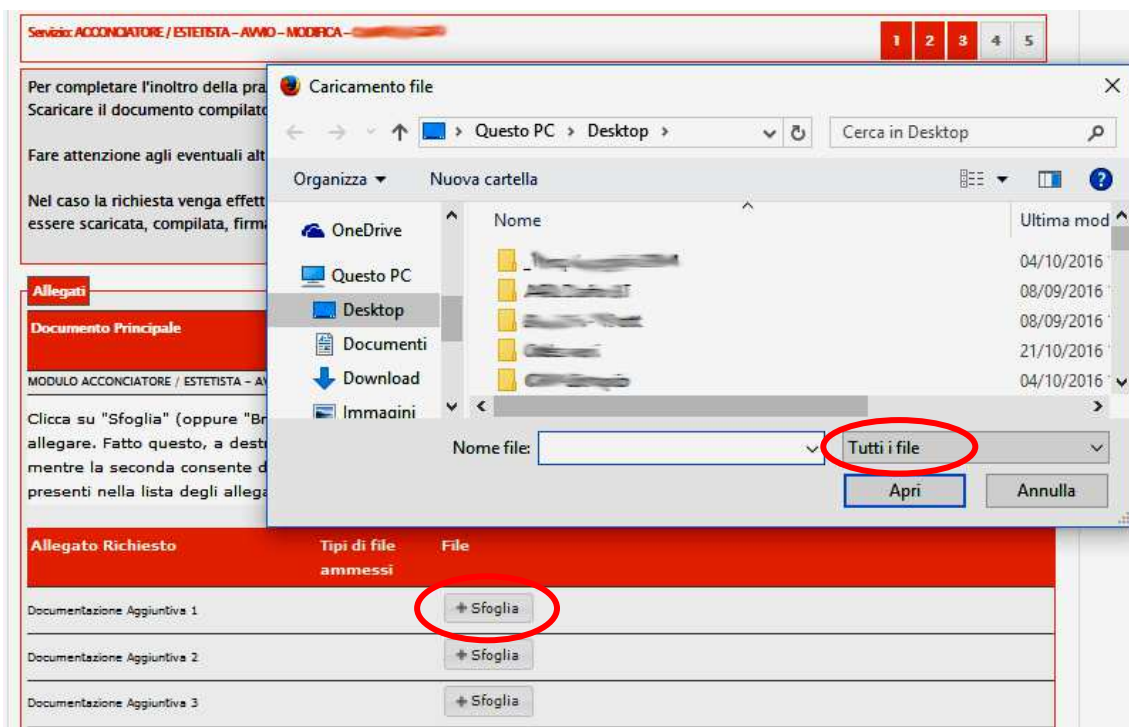 Servizio: ACCONCIATORE / ESTETISTA – AVVIO – MODIFICA –
1 2 3 4 5
Per completare l'inoltro della pra
Scaricare il documento compilato
Fare attenzione agli eventuali alt
Nel caso la richiesta venga effett
essere scaricata, compilata, firma
Caricamento file
Questo PC > Desktop >
Cerca in Desktop
Organizza
Nuova cartella
OneDrive
Questo PC
Desktop
Documenti
Download
Immagini
Nome
Ultima mod
04/10/2016
08/09/2016
08/09/2016
21/10/2016
04/10/2016
Nome file:
Tutti i file
Apri
Annulla
Allegati
Documento Principale
MODULO ACCONCIATORE / ESTETISTA – AV
Clicca su "Sfoglia" (oppure "Br
allegare. Fatto questo, a destr
mentre la seconda consente d
presenti nella lista degli allega
Allegato Richiesto
Tipi di file
ammessi
File
Documentazione Aggiuntiva 1
+ Sfoglia
Documentazione Aggiuntiva 2
+ Sfoglia
Documentazione Aggiuntiva 3
+ Sfoglia